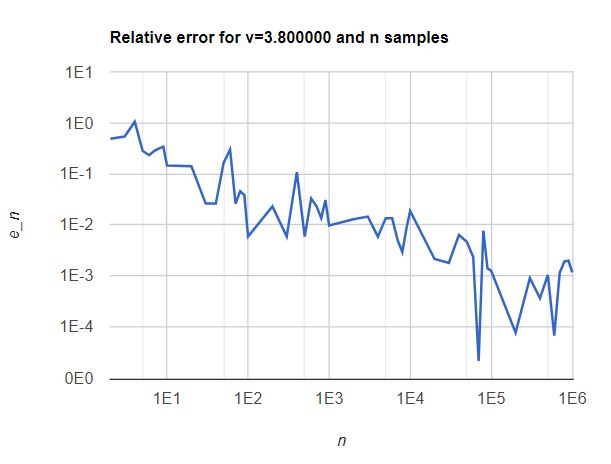 Relative error for v=3.800000 and n samples
1E1
1E0
1E-1
1E-2
1E-3
1E-4
0E0
e_n
1E1 1E2 1E3 1E4 1E5 1E6
n